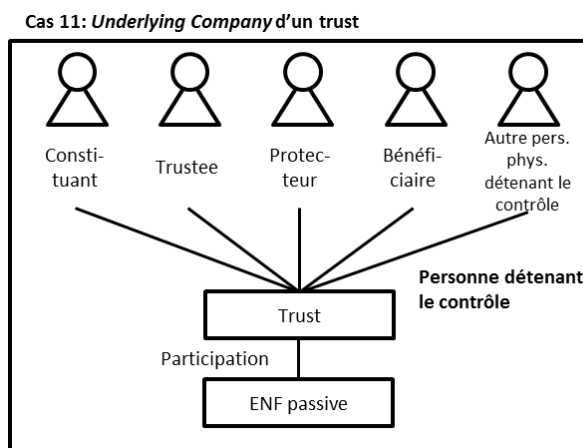 Cas 11: Underlying Company d’un trust
Consti-
tuant
Trustee
Protec-
teur
Bénéfi-
ciaire
Autre pers.
phys.
détenant le
contrôle
Personne détenant
le contrôle
Trust
Participation
ENF passive